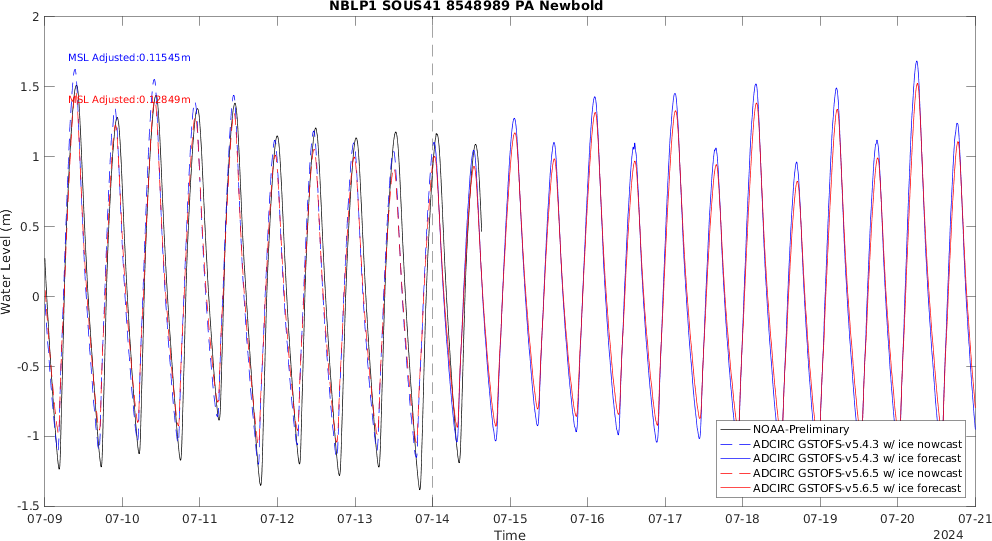 NBLP1 SOUS41 8548989 PA Newbold
MSL Adjusted:0.11545m
MSL Adjusted:0.12849m
Water Level (m)
2
1.5
1
0.5
0
-0.5
-1
-1.5
NOAA-Preliminary
ADCIRC GSTOFS-v5.4.3 w/ ice nowcast
ADCIRC GSTOFS-v5.4.3 w/ ice forecast
ADCIRC GSTOFS-v5.6.5 w/ ice nowcast
ADCIRC GSTOFS-v5.6.5 w/ ice forecast
07-09 07-10 07-11 07-12 07-13 07-14 07-15 07-16 07-17 07-18 07-19 07-20 07-21
Time
2024